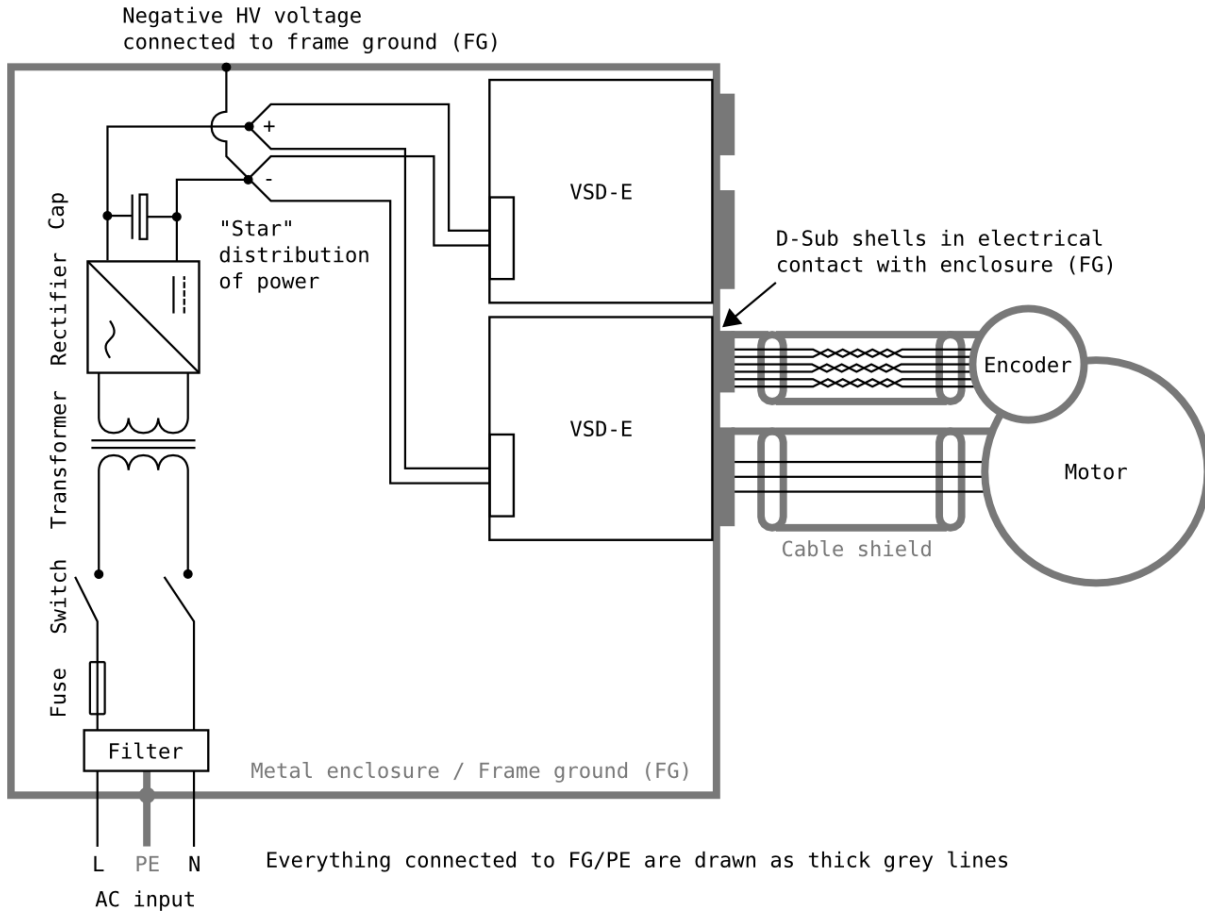 Negative HV voltage
connected to frame ground (FG)
+
-
VSD-E
Cap
"Star"
distribution
of power
D-Sub shells in electrical
contact with enclosure (FG)
Rectifier
Encoder
VSD-E
Transformer
Motor
Cable shield
Switch
Fuse
Filter
Metal enclosure / Frame ground (FG)
L PE N
Everything connected to FG/PE are drawn as thick grey lines
AC input